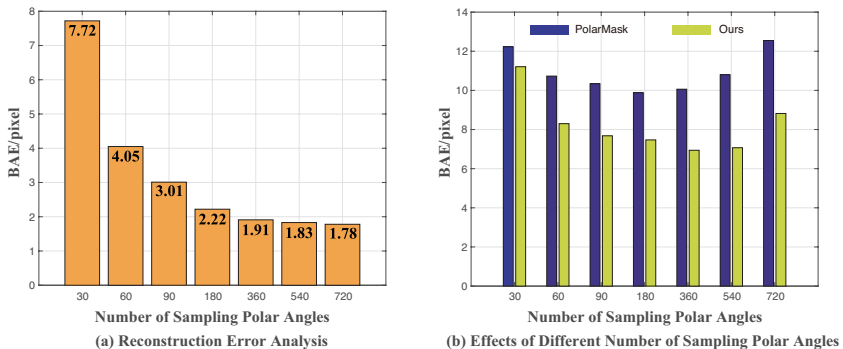 BAE/pixel
8
7
6
5
4
3
2
1
0
7.72
4.05
3.01
2.22
1.91
1.83
1.78
30 60 90 180 360 540 720
Number of Sampling Polar Angles
(a) Reconstruction Error Analysis
BAE/pixel
14
12
10
8
6
4
2
0
PolarMask Ours
30 60 90 180 360 540 720
Number of Sampling Polar Angles
(b) Effects of Different Number of Sampling Polar Angles